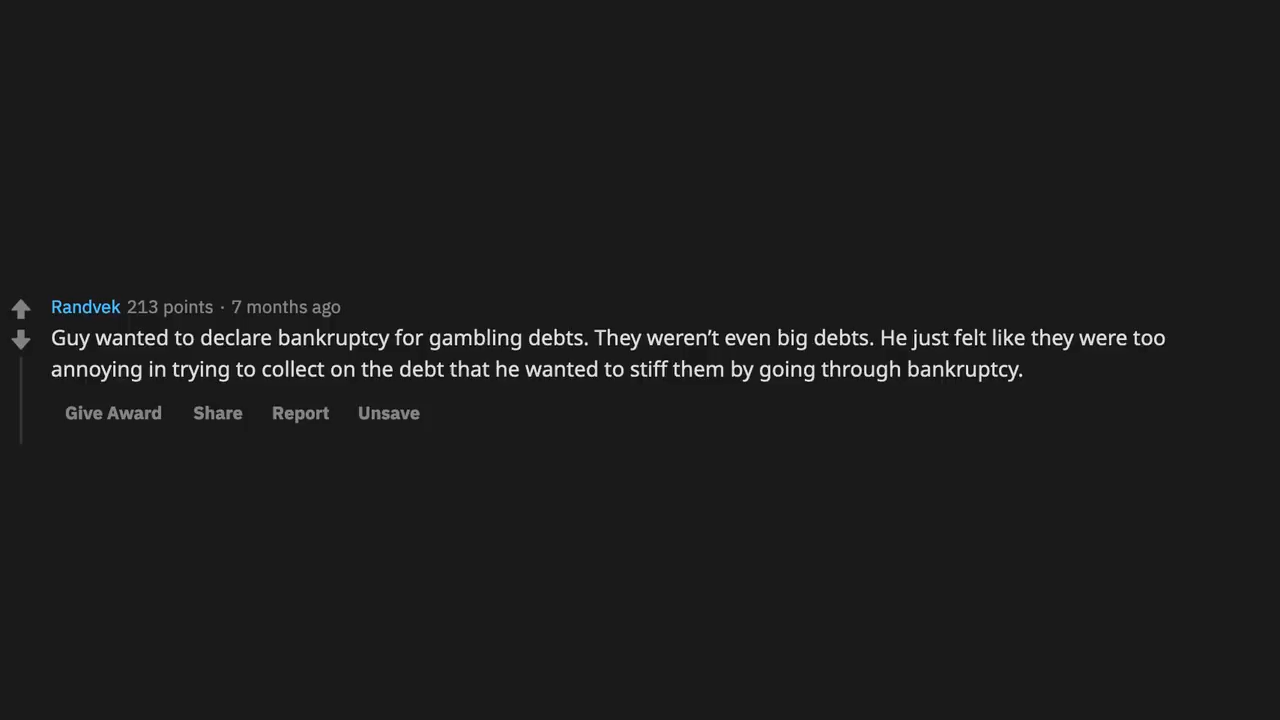 Randvek 213 points · 7 months ago
Guy wanted to declare bankruptcy for gambling debts. They weren’t even big debts. He just felt like they were too
annoying in trying to collect on the debt that he wanted to stiff them by going through bankruptcy.
Give Award Share Report Unsave